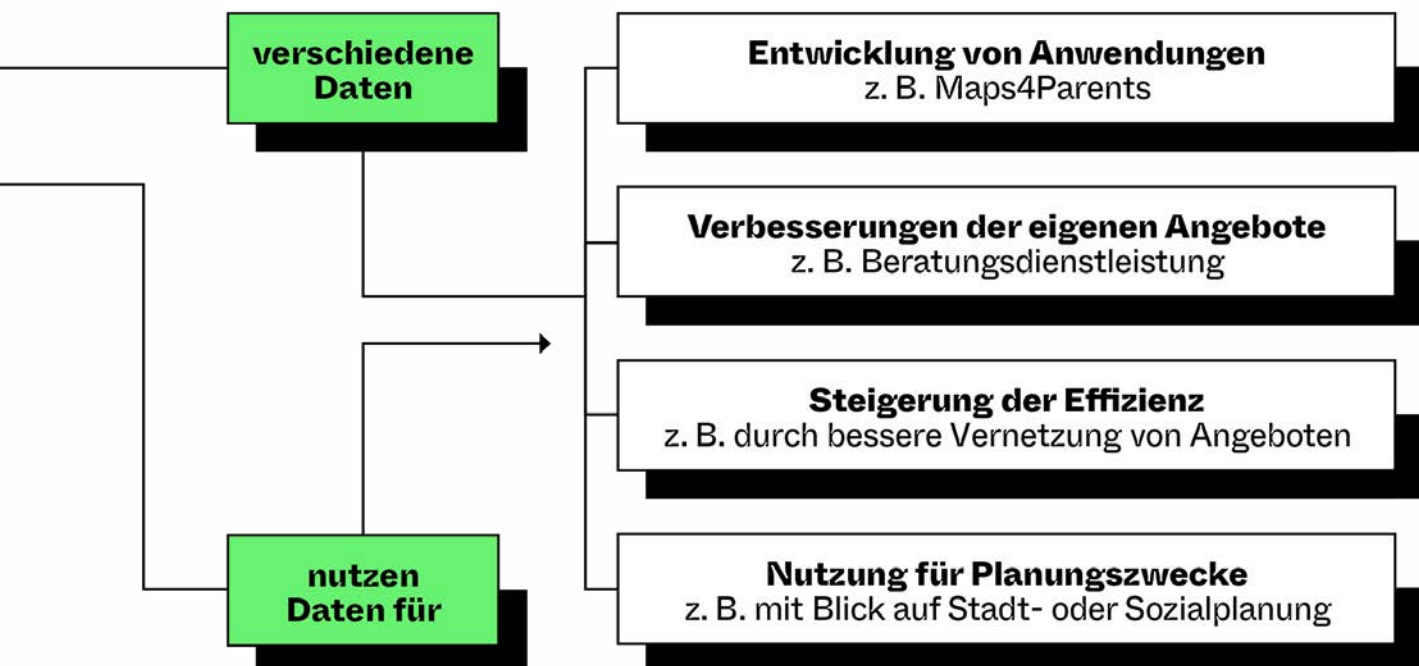 verschiedene
Daten
Entwicklung von Anwendungen
z. B. Maps4Parents
Verbesserungen der eigenen Angebote
z. B. Beratungsdienstleistung
Steigerung der Effizienz
z. B. durch bessere Vernetzung von Angeboten
nutzen
Daten für
Nutzung für Planungszwecke
z. B. mit Blick auf Stadt- oder Sozialplanung